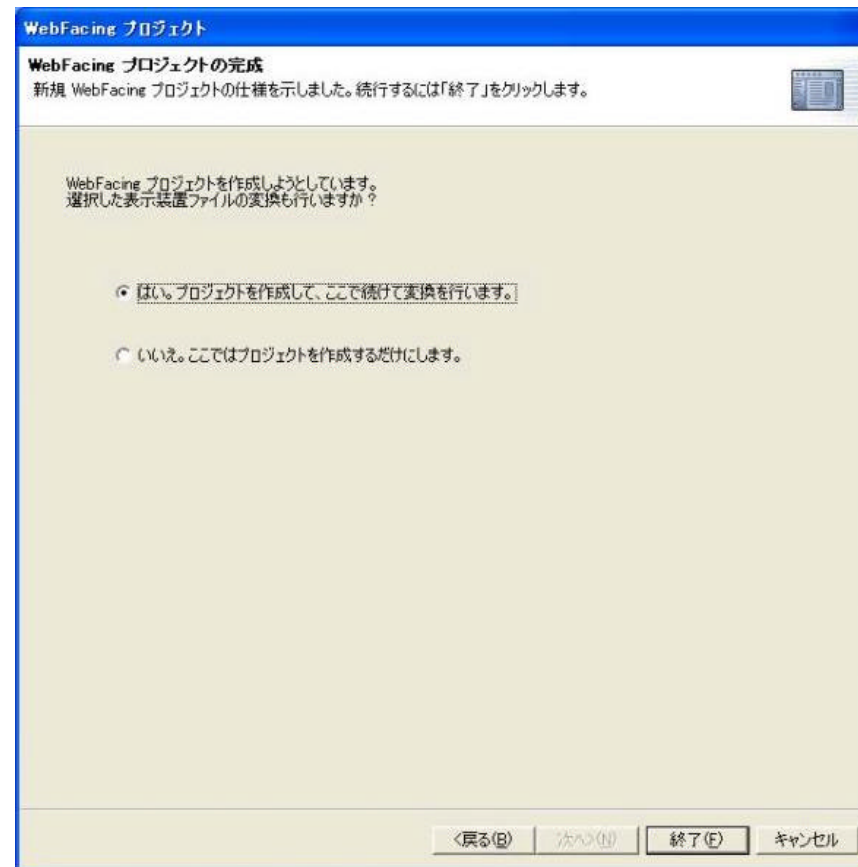 WebFacing プロジェクト
WebFacing プロジェクトの完成
新規 WebFacing プロジェクトの仕様を示しました。続行するには「終了」をクリックします。
WebFacing プロジェクトを作成しようとしています。
選択した表示装置ファイルの変換も行いますか?
はい。プロジェクトを作成して、ここで続けて変換を行います。
いいえ。ここではプロジェクトを作成するだけにします。
<戻る(B) 次へ>(N) 終了(F) キャンセル